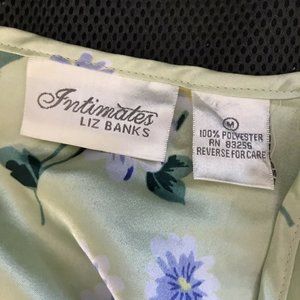 Intimates
LIZ BANKS
M
100% POLYESTER
RN 83256
REVERSE FOR CARE